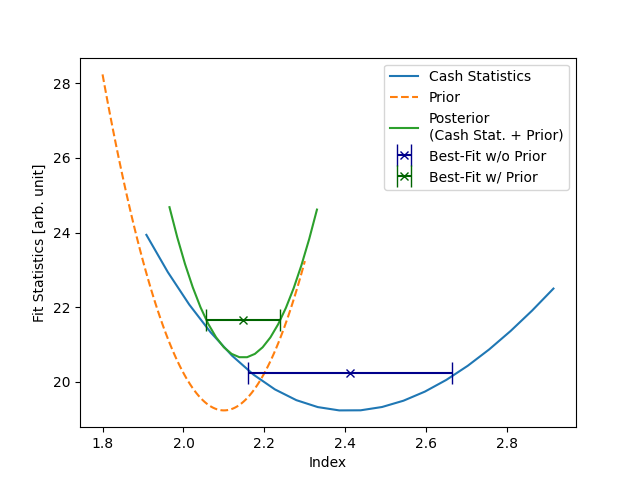 Cash Statistics
Prior
Posterior
(Cash Stat. + Prior)
Best-Fit w/o Prior
Best-Fit w/ Prior
Fit Statistics [arb. unit]
28
26
24
22
20
1.8 2.0 2.2 2.4 2.6 2.8
Index